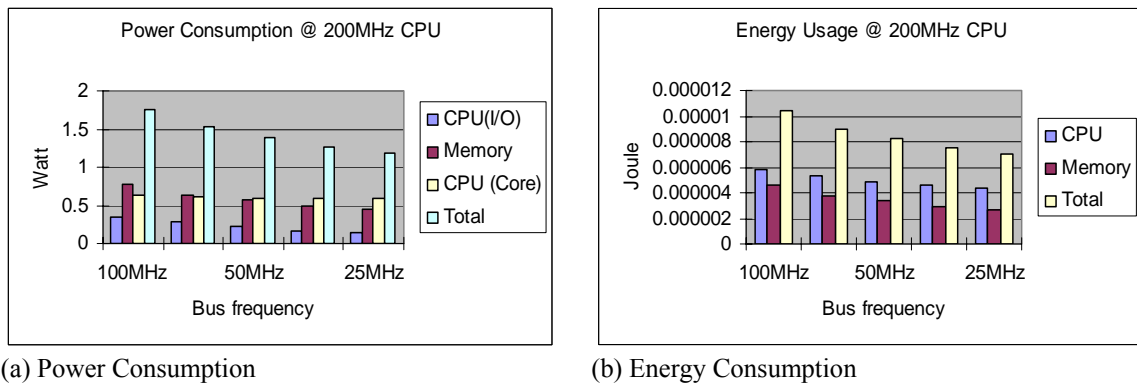 Power Consumption @ 200MHz CPU
2
1.5
1
0.5
0
Watt
100MHz
50MHz
25MHz
Bus frequency
CPU(I/O)
Memory
CPU (Core)
Total
(a) Power Consumption
Energy Usage @ 200MHz CPU
0.000012
0.00001
0.000008
0.000006
0.000004
0.000002
0
Joule
100MHz
50MHz
25MHz
Bus frequency
CPU
Memory
Total
(b) Energy Consumption